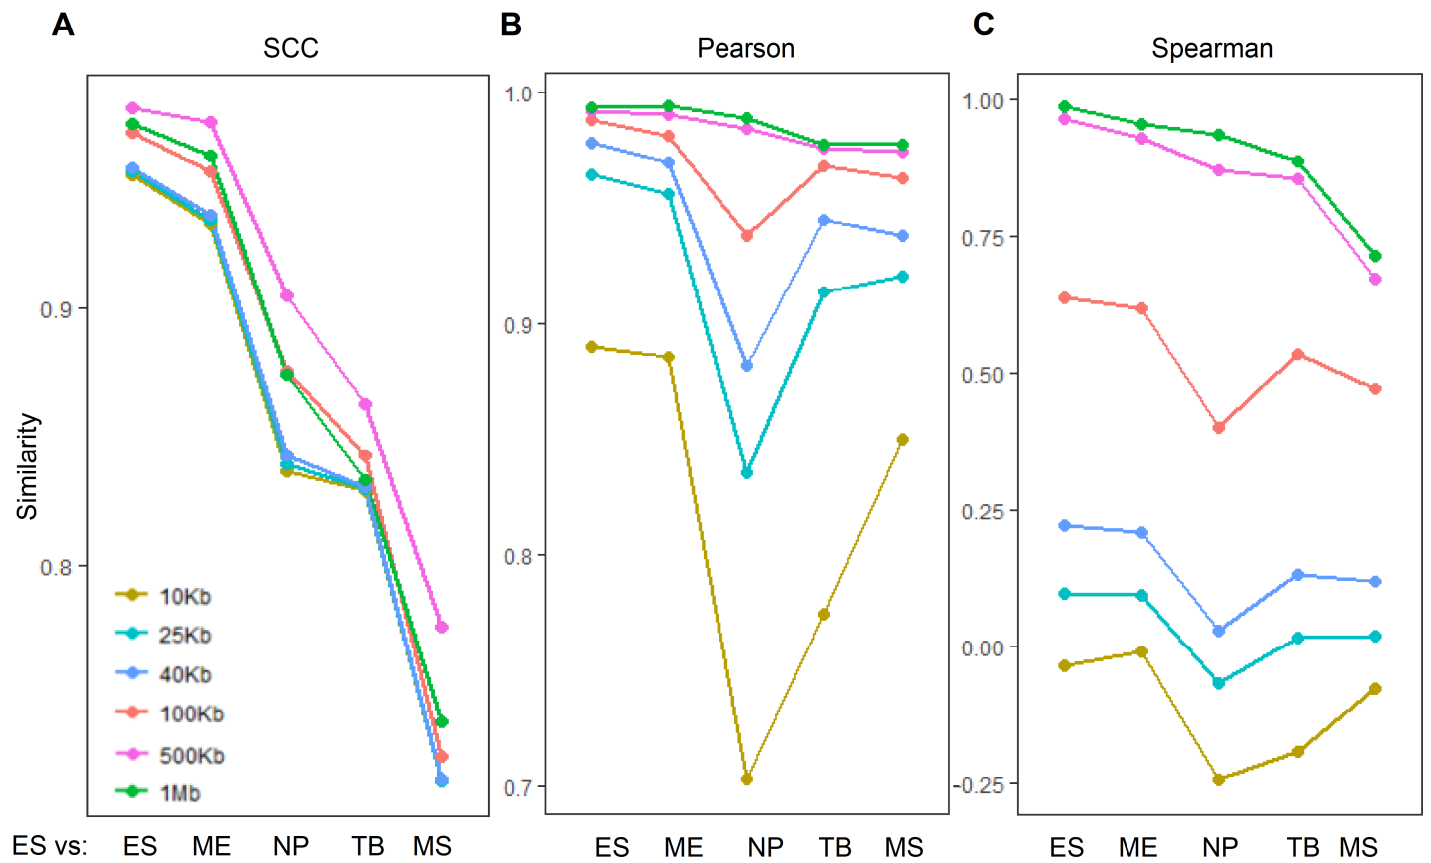 A
B
C
SCC
Pearson
Spearman
Similarity
0.9
0.8
1.0
0.9
0.8
0.7
1.00
0.75
0.50
0.25
0.00
-0.25
10Kb
25Kb
40Kb
100Kb
500Kb
1Mb
ES vs: ES ME NP TB MS
ES ME NP TB MS
ES ME NP TB MS